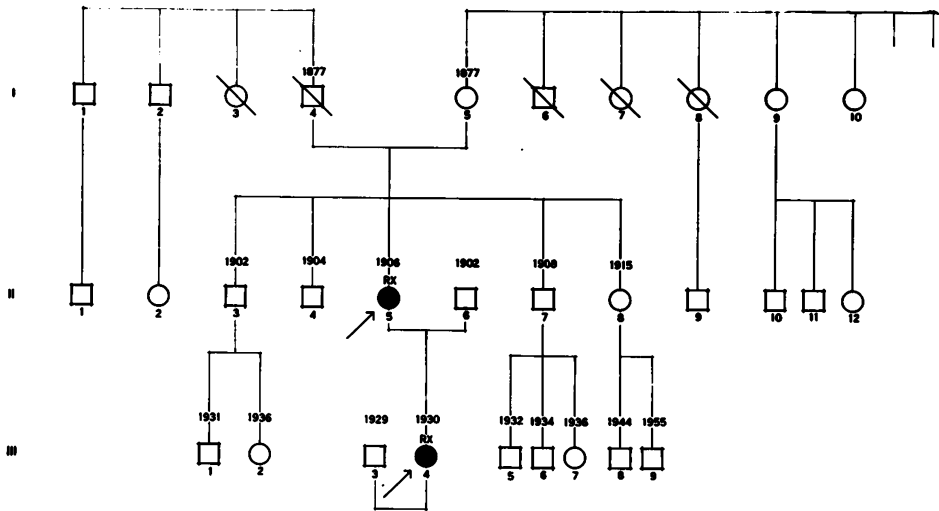 1877 1877
I
1 2 3 4 5 6 7 8 9 10
1902 1904 1906 1902 1908 1915
RX
II
1 2 3 4 5 6 7 8 9 10 11 12
1931 1936 1929 1930 1932 1934 1936 1944 1955
RX
III
1 2 3 4 5 6 7 8 9